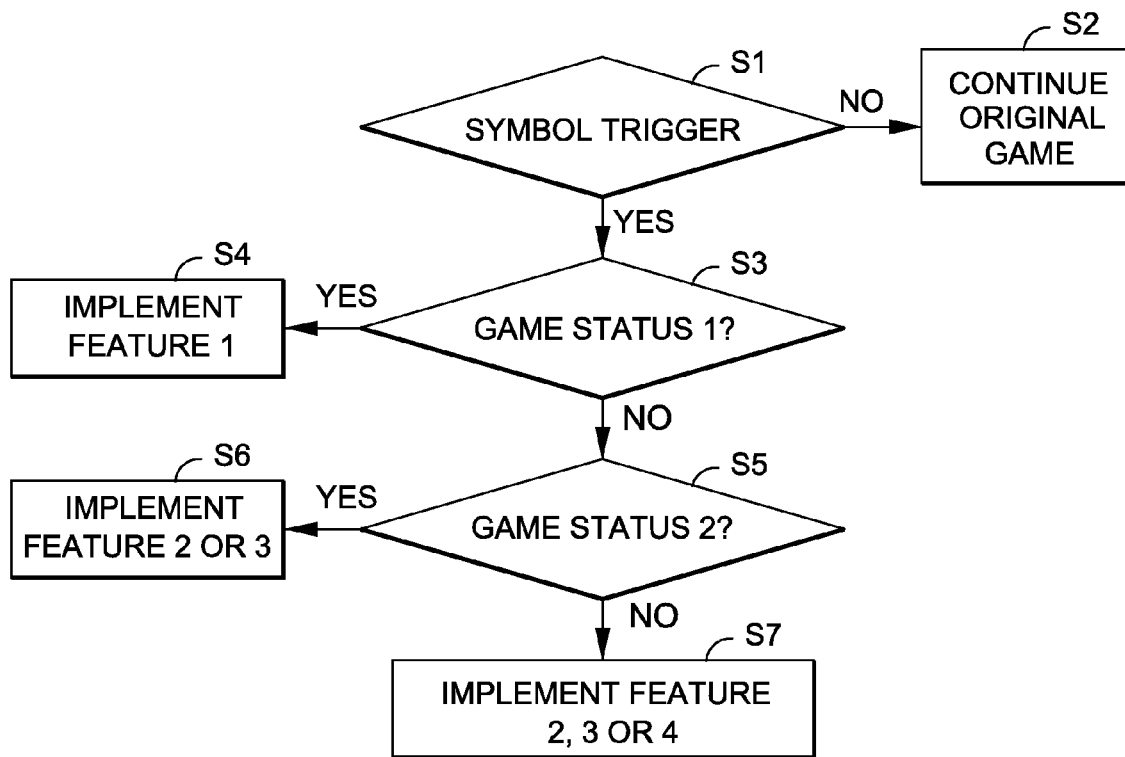 S1
S2
SYMBOL TRIGGER
NO
CONTINUE
ORIGINAL
GAME
YES
S3
S4
GAME STATUS 1?
YES
IMPLEMENT
FEATURE 1
NO
S5
S6
GAME STATUS 2?
YES
IMPLEMENT
FEATURE 2 OR 3
NO
S7
IMPLEMENT FEATURE
2, 3 OR 4